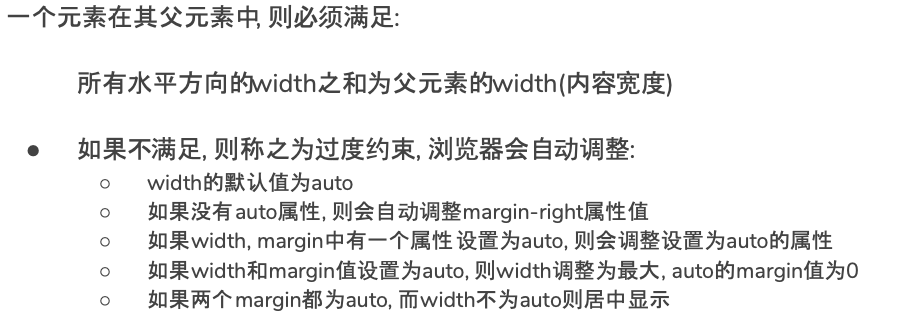 一个元素在其父元素中, 则必须满足:
所有水平方向的width之和为父元素的width(内容宽度)
● 如果不满足, 则称之为过度约束, 浏览器会自动调整:
○ width的默认值为auto
○ 如果没有auto属性, 则会自动调整margin-right属性值
○ 如果width, margin中有一个属性设置为auto, 则会调整设置为auto的属性
○ 如果width和margin值设置为auto, 则width调整为最大, auto的margin值为0
○ 如果两个margin都为auto, 而width不为auto则居中显示